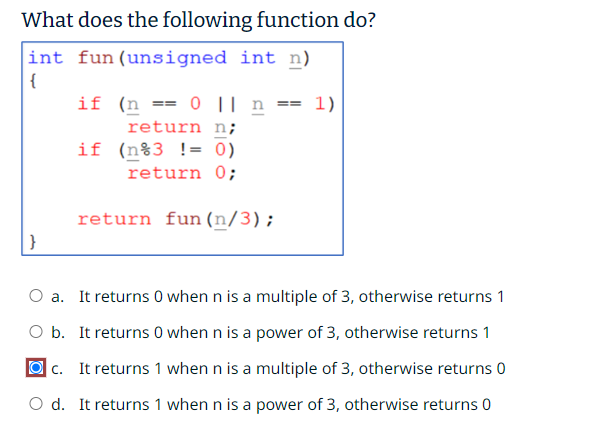 What does the following function do?
int fun(unsigned int n)
{
if (n == 0 || n == 1)
return n;
if (n%3 != 0)
return 0;
return fun(n/3);
}
a. It returns 0 when n is a multiple of 3, otherwise returns 1
b. It returns 0 when n is a power of 3, otherwise returns 1
c. It returns 1 when n is a multiple of 3, otherwise returns 0
d. It returns 1 when n is a power of 3, otherwise returns 0